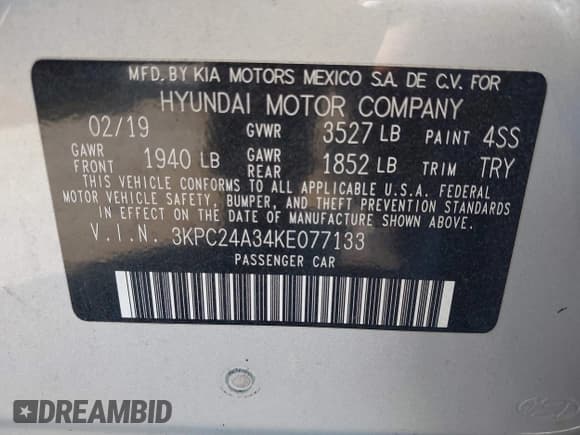 MFD. BY KIA MOTORS MEXICO S.A. DE C.V. FOR
HYUNDAI MOTOR COMPANY
02/19 GVWR 3527 LB PAINT 4SS
GAWR FRONT 1940 LB GAWR REAR 1852 LB TRIM TRY
THIS VEHICLE CONFORMS TO ALL APPLICABLE U.S.A. FEDERAL
MOTOR VEHICLE SAFETY, BUMPER, AND THEFT PREVENTION STANDARDS
IN EFFECT ON THE DATE OF MANUFACTURE SHOWN ABOVE.
V.I.N. 3KPC24A34KE077133
PASSENGER CAR
DREAMBID